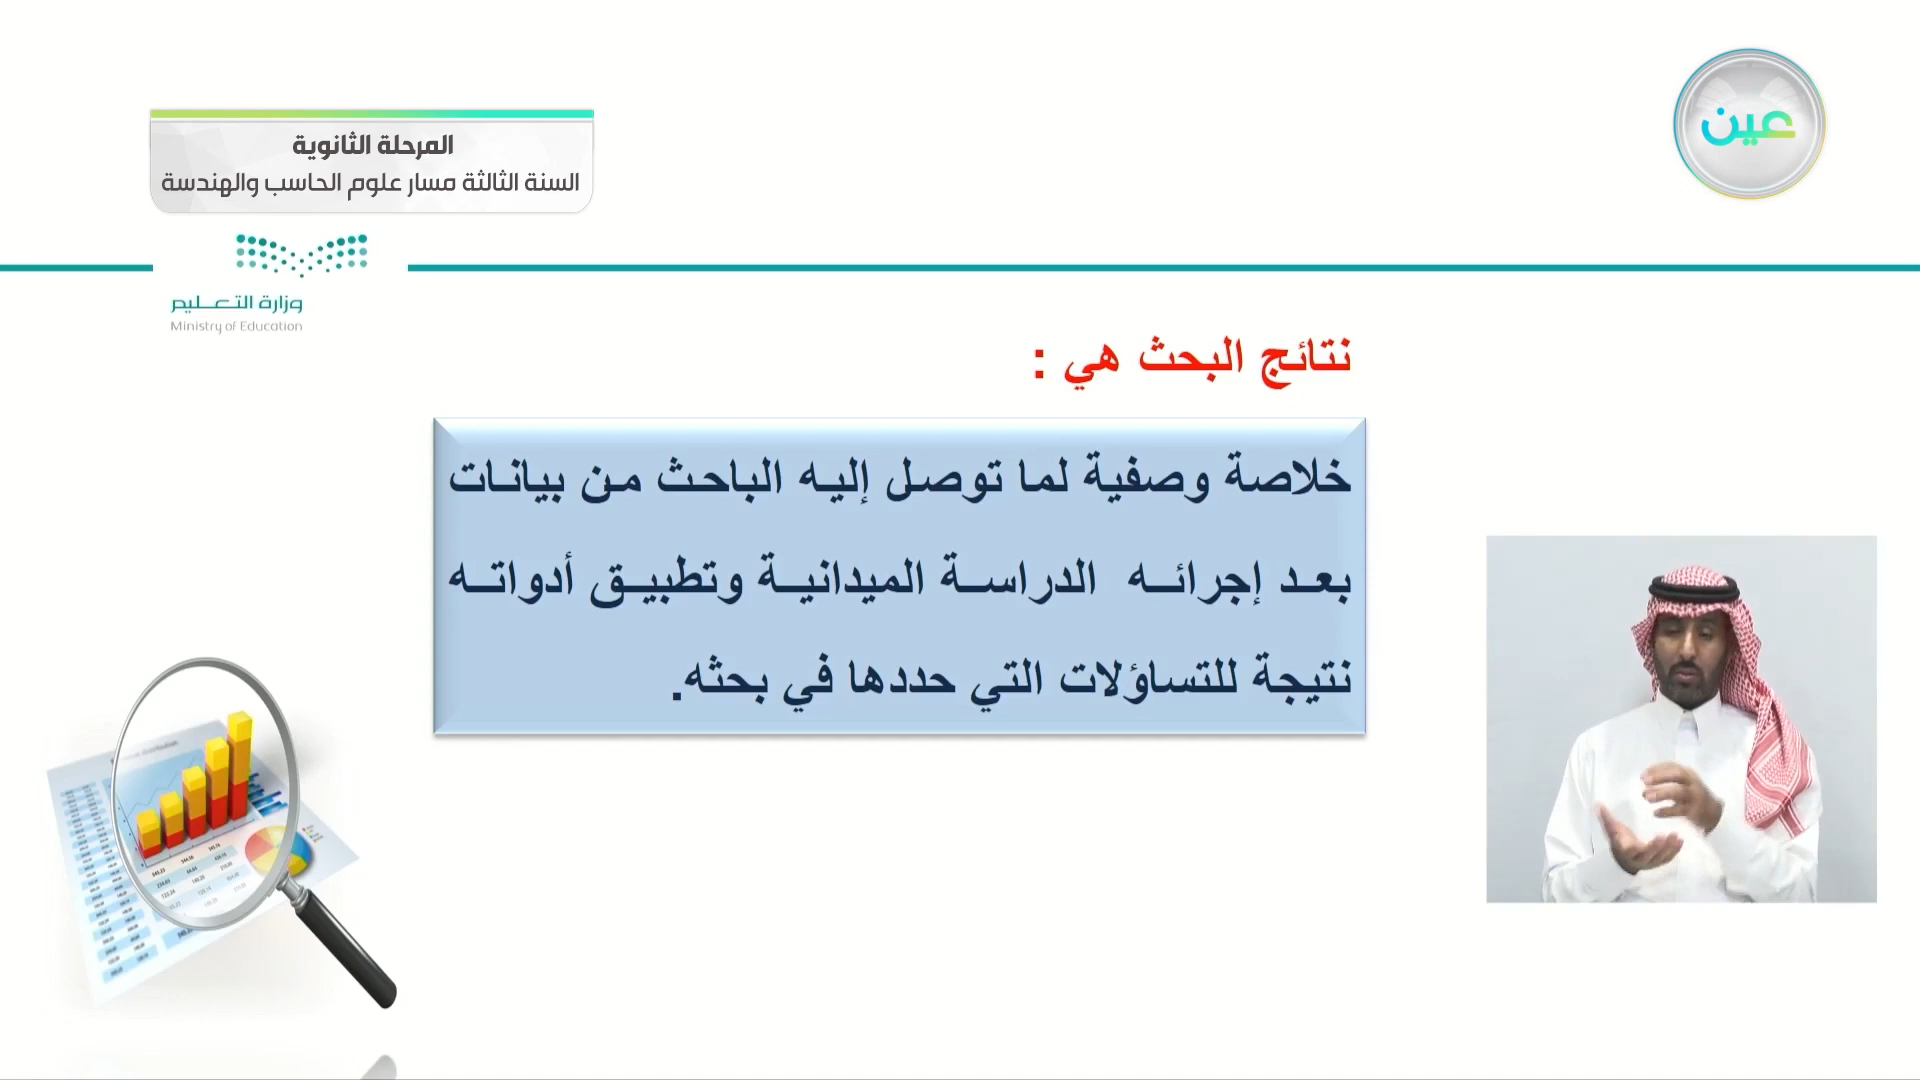 عين
المرحلة الثانوية
السنة الثالثة مسار علوم الحاسب والهندسة
وزارة التعليم
Ministry of Education
نتائج البحث هي :
خلاصة وصفية لما توصل إليه الباحث من بيانات
بعد إجرائه الدراسة الميدانية وتطبيق أدواته
نتيجة للتساؤلات التي حددها في بحثه.